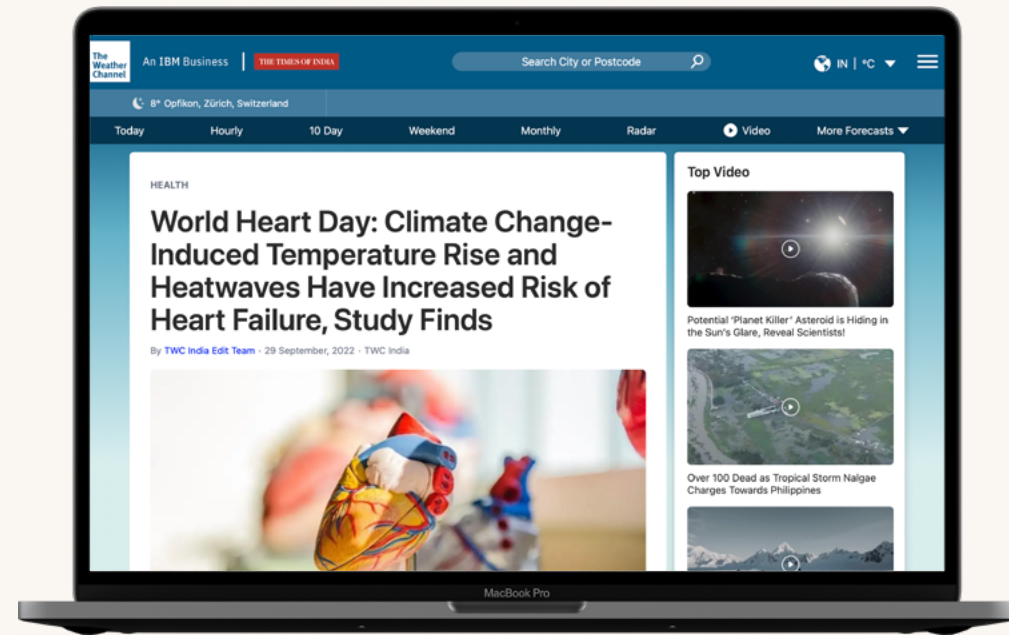 The
Weather
Channel
An IBM Business
THE TIMES OF INDIA
Search City or Postcode
IN | °C
8° Opfikon, Zürich, Switzerland
Today Hourly 10 Day Weekend Monthly Radar Video More Forecasts
HEALTH
World Heart Day: Climate Change-
Induced Temperature Rise and
Heatwaves Have Increased Risk of
Heart Failure, Study Finds
By TWC India Edit Team · 29 September, 2022 · TWC India
Top Video
Potential 'Planet Killer' Asteroid is Hiding in
the Sun's Glare, Reveal Scientists!
Over 100 Dead as Tropical Storm Nalgae
Charges Towards Philippines
MacBook Pro